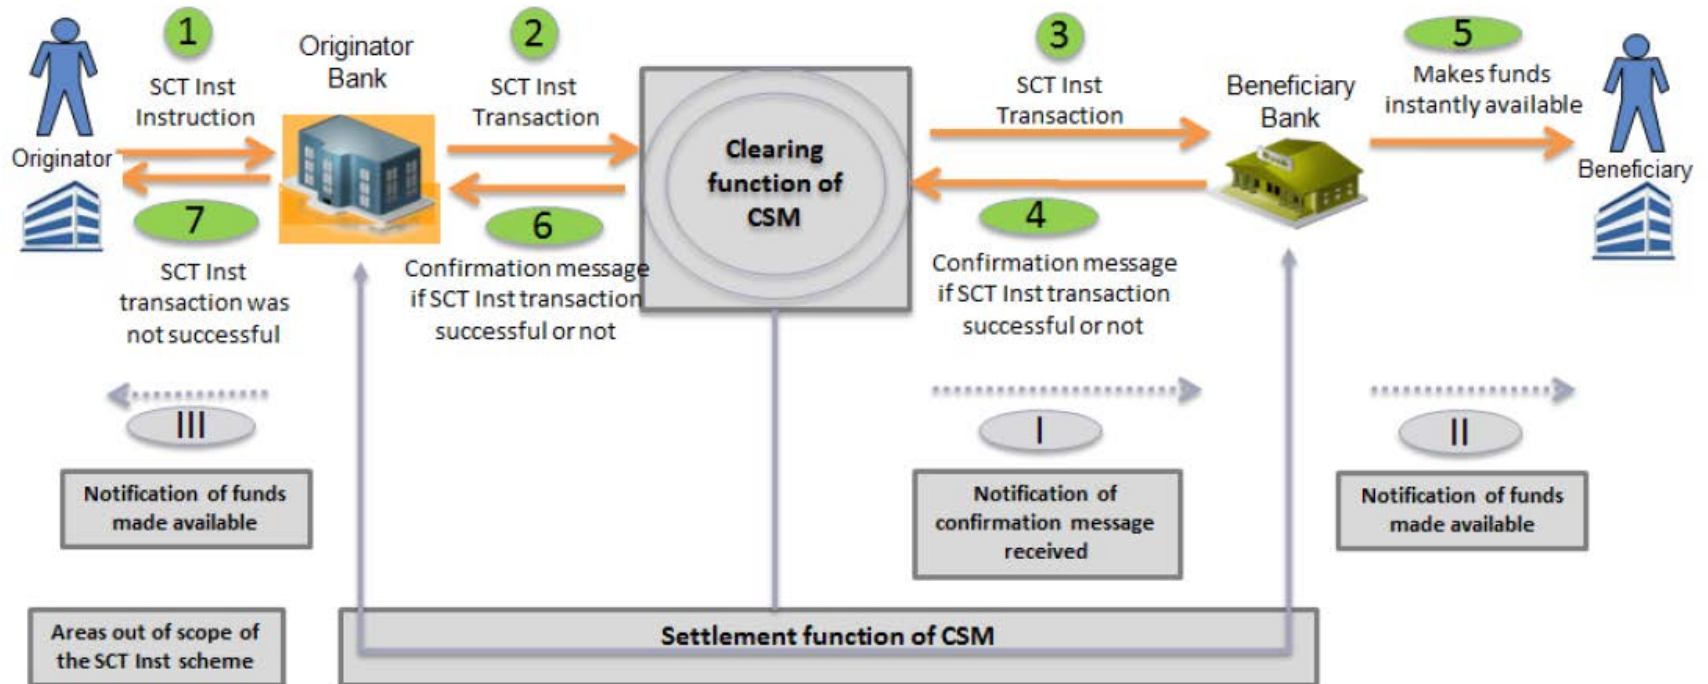 1
SCT Inst
Instruction
Originator
Originator
Bank
2
SCT Inst
Transaction
Clearing
function of
CSM
3
SCT Inst
Transaction
Beneficiary
Bank
5
Makes funds
instantly available
Beneficiary
7
SCT Inst
transaction was
not successful
6
Confirmation message
if SCT Inst transaction
successful or not
4
Confirmation message
if SCT Inst transaction
successful or not
III
Notification of funds
made available
I
Notification of
confirmation message
received
II
Notification of funds
made available
Areas out of scope of
the SCT Inst scheme
Settlement function of CSM